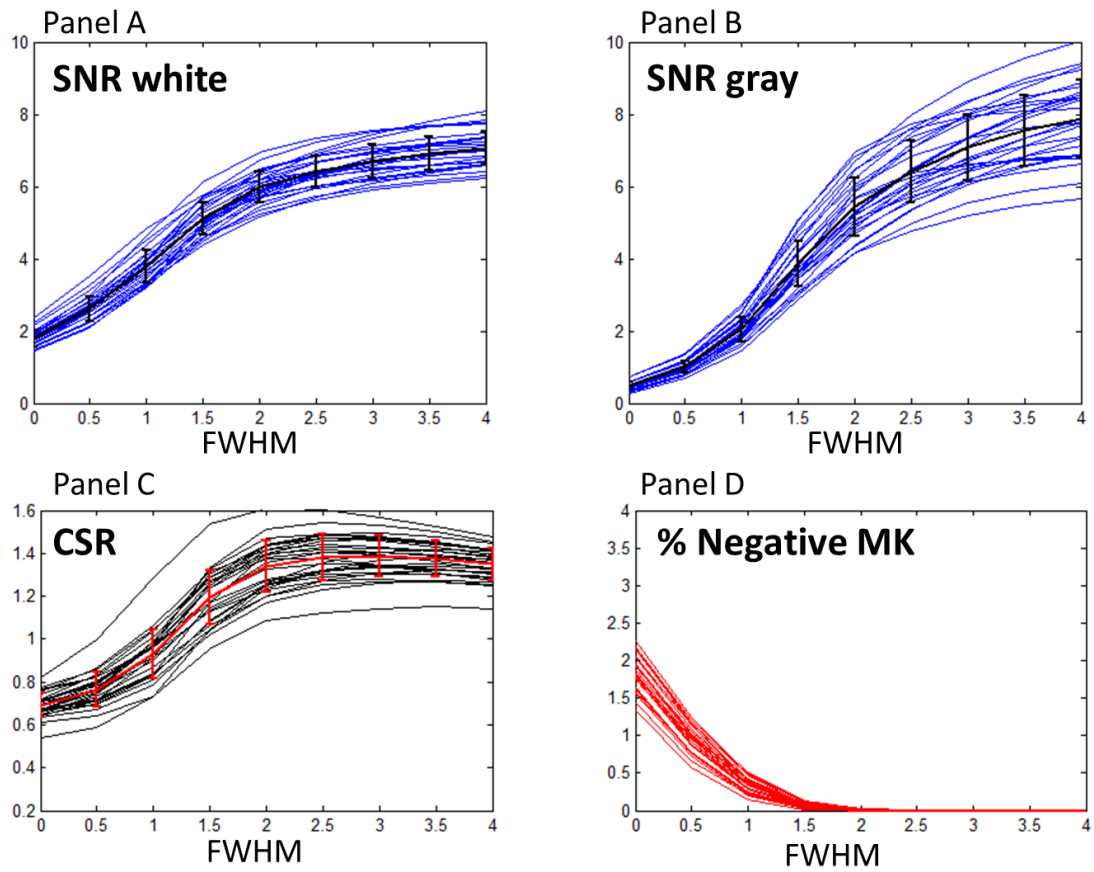 Panel A
SNR white
10
8
6
4
2
0
0 0.5 1 1.5 2 2.5 3 3.5 4
FWHM
Panel B
SNR gray
10
8
6
4
2
0
0 0.5 1 1.5 2 2.5 3 3.5 4
FWHM
Panel C
CSR
1.6
1.4
1.2
1
0.8
0.6
0.4
0.2
0 0.5 1 1.5 2 2.5 3 3.5 4
FWHM
Panel D
% Negative MK
4
3.5
3
2.5
2
1.5
1
0.5
0
0 0.5 1 1.5 2 2.5 3 3.5 4
FWHM